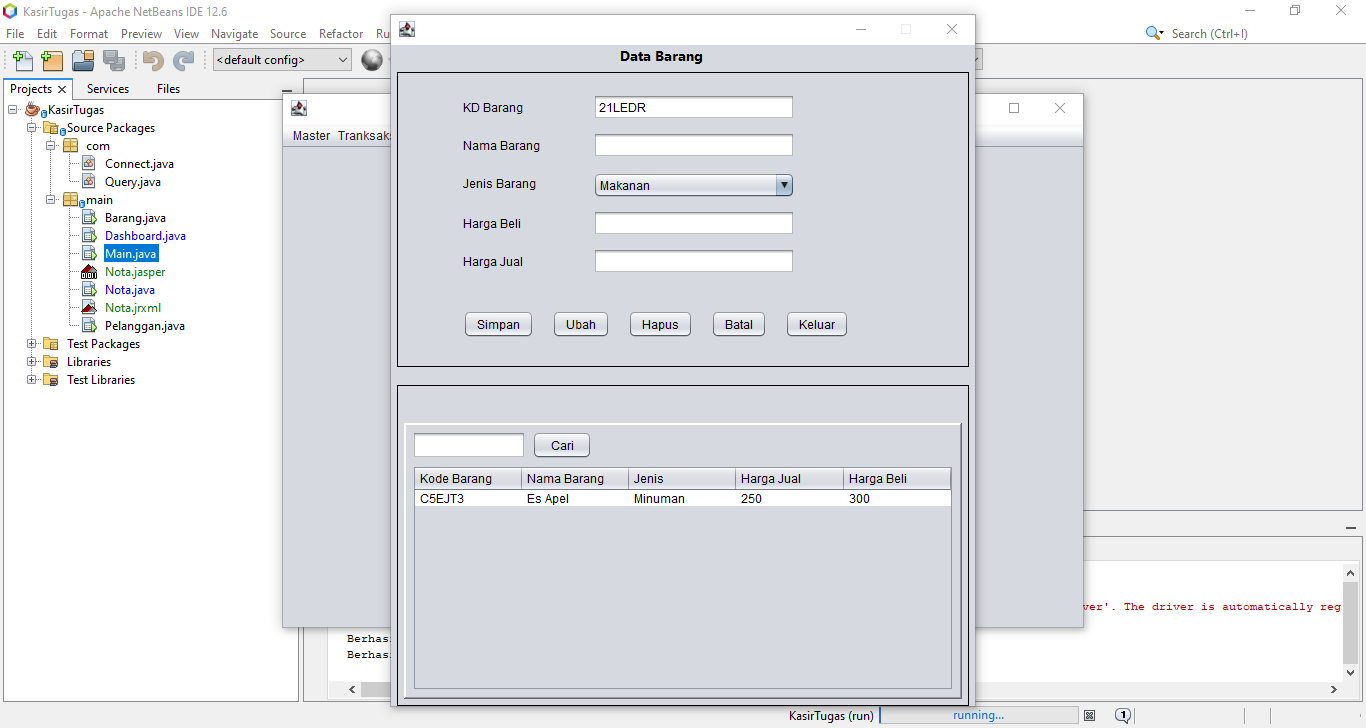 KasirTugas - Apache NetBeans IDE 12.6
File Edit Format Preview View Navigate Source Refactor Ru
Search (Ctrl+I)
<default config>
Projects Services Files
KasirTugas
Source Packages
com
Connect.java
Query.java
main
Barang.java
Dashboard.java
Main.java
Nota.jasper
Nota.java
Nota.jrxml
Pelanggan.java
Test Packages
Libraries
Test Libraries
Master Tranksaks
Data Barang
KD Barang 21LEDR
Nama Barang
Jenis Barang Makanan
Harga Beli
Harga Jual
Simpan Ubah Hapus Batal Keluar
Cari
Kode Barang Nama Barang Jenis Harga Jual Harga Beli
C5EJT3 Es Apel Minuman 250 300
ver'. The driver is automatically reg
Berhas
Berhas
KasirTugas (run) running... 1